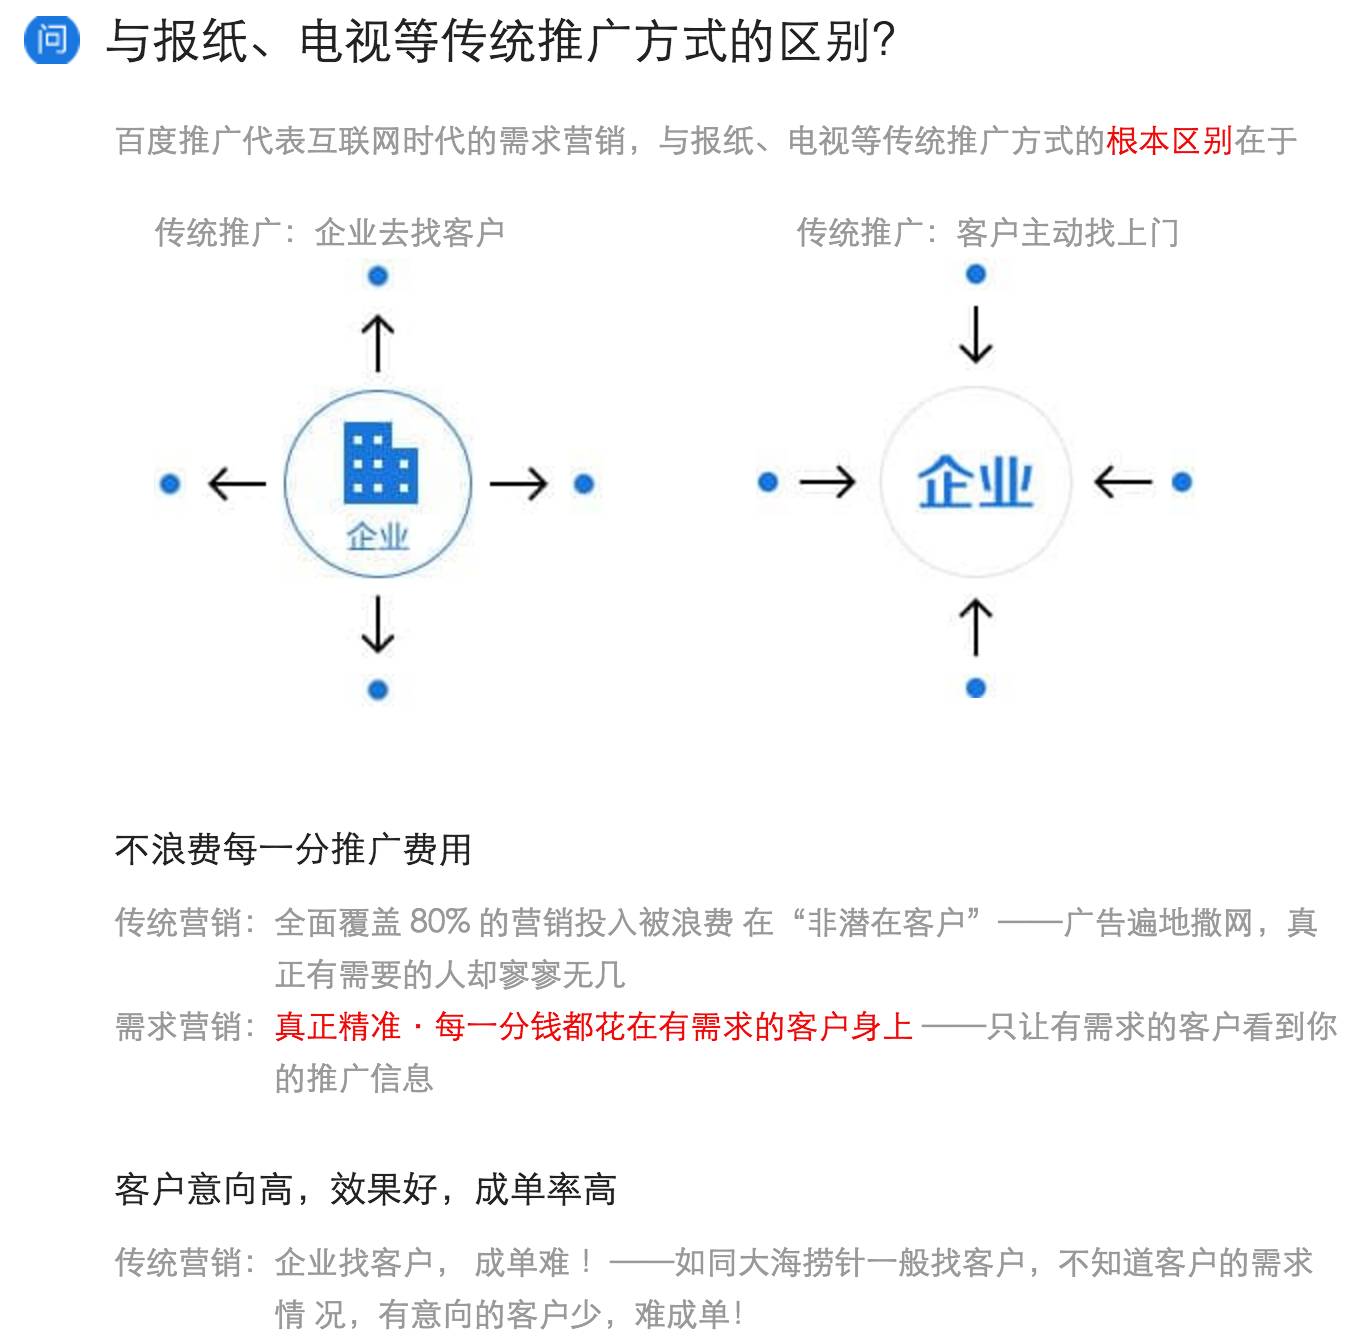 问 与报纸、电视等传统推广方式的区别？
百度推广代表互联网时代的需求营销，与报纸、电视等传统推广方式的根本区别在于
传统推广：企业去找客户
传统推广：客户主动找上门
企业
企业
不浪费每一分推广费用
传统营销：全面覆盖 80% 的营销投入被浪费 在“非潜在客户”——广告遍地撒网，真
正有需要的人却寥寥无几
需求营销：真正精准 · 每一分钱都花在有需求的客户身上 ——只让有需求的客户看到你
的推广信息
客户意向高，效果好，成单率高
传统营销：企业找客户， 成单难！——如同大海捞针一般找客户，不知道客户的需求
情 况，有意向的客户少，难成单！